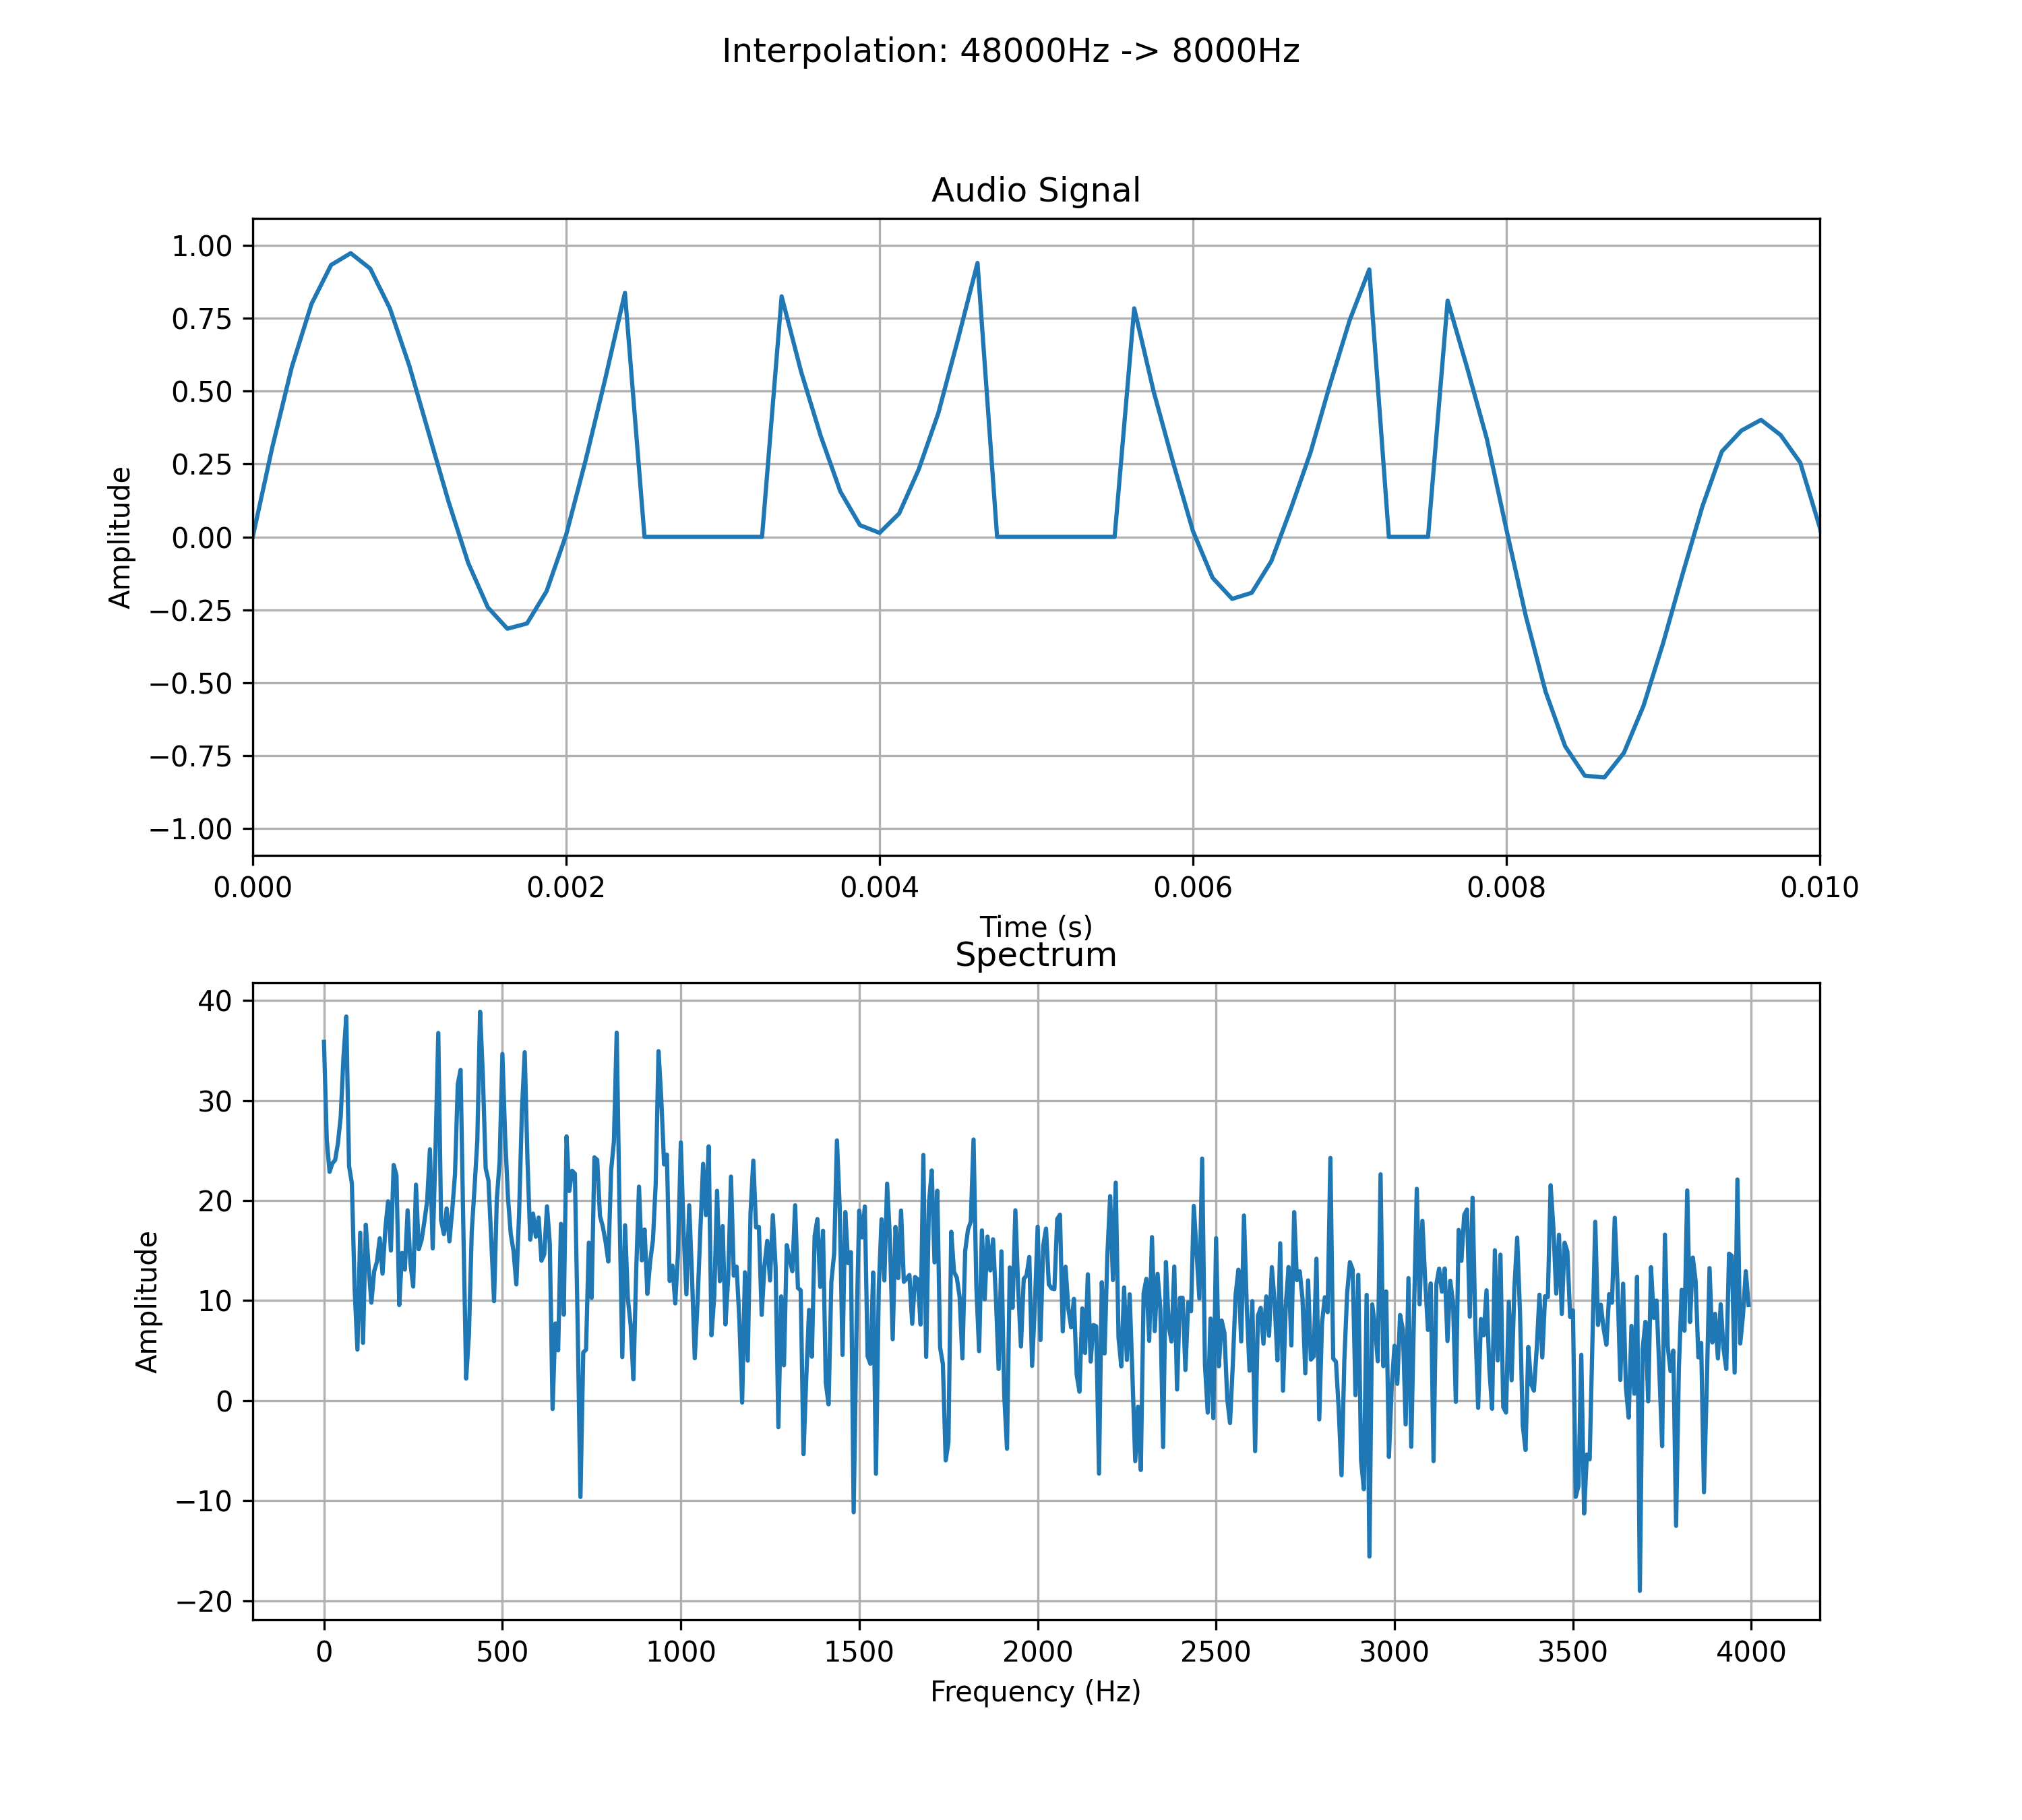 Interpolation: 48000Hz -> 8000Hz
Audio Signal
Amplitude
1.00
0.75
0.50
0.25
0.00
−0.25
−0.50
−0.75
−1.00
0.000 0.002 0.004 0.006 0.008 0.010
Time (s)
Spectrum
Amplitude
40
30
20
10
0
−10
−20
0 500 1000 1500 2000 2500 3000 3500 4000
Frequency (Hz)